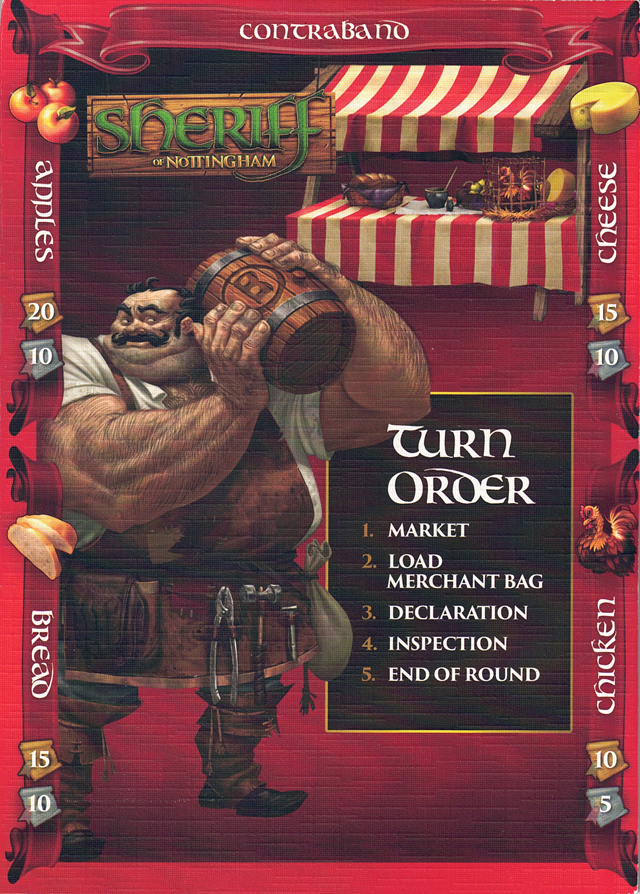 CONTRABAND
SHERIFF
OF NOTTINGHAM
APPLES
20
10
CHEESE
15
10
B
TURN
ORDER
1. MARKET
2. LOAD
MERCHANT BAG
3. DECLARATION
4. INSPECTION
5. END OF ROUND
BREAD
15
10
CHICKEN
10
5